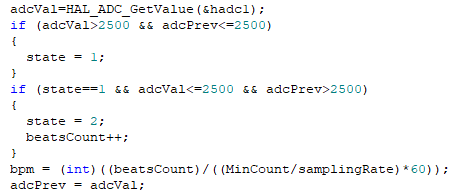 adcVal=HAL_ADC_GetValue(&hadc1);
if (adcVal>2500 && adcPrev<=2500)
{
state = 1;
}
if (state==1 && adcVal<=2500 && adcPrev>2500)
{
state = 2;
beatsCount++;
}
bpm = (int)((beatsCount)/((MinCount/samplingRate)*60));
adcPrev = adcVal;